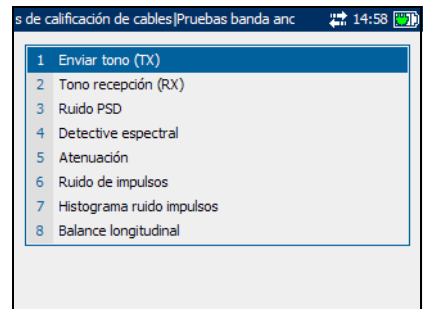 s de calificación de cables|Pruebas banda anc 14:58
1 Enviar tono (TX)
2 Tono recepción (RX)
3 Ruido PSD
4 Detective espectral
5 Atenuación
6 Ruido de impulsos
7 Histograma ruido impulsos
8 Balance longitudinal